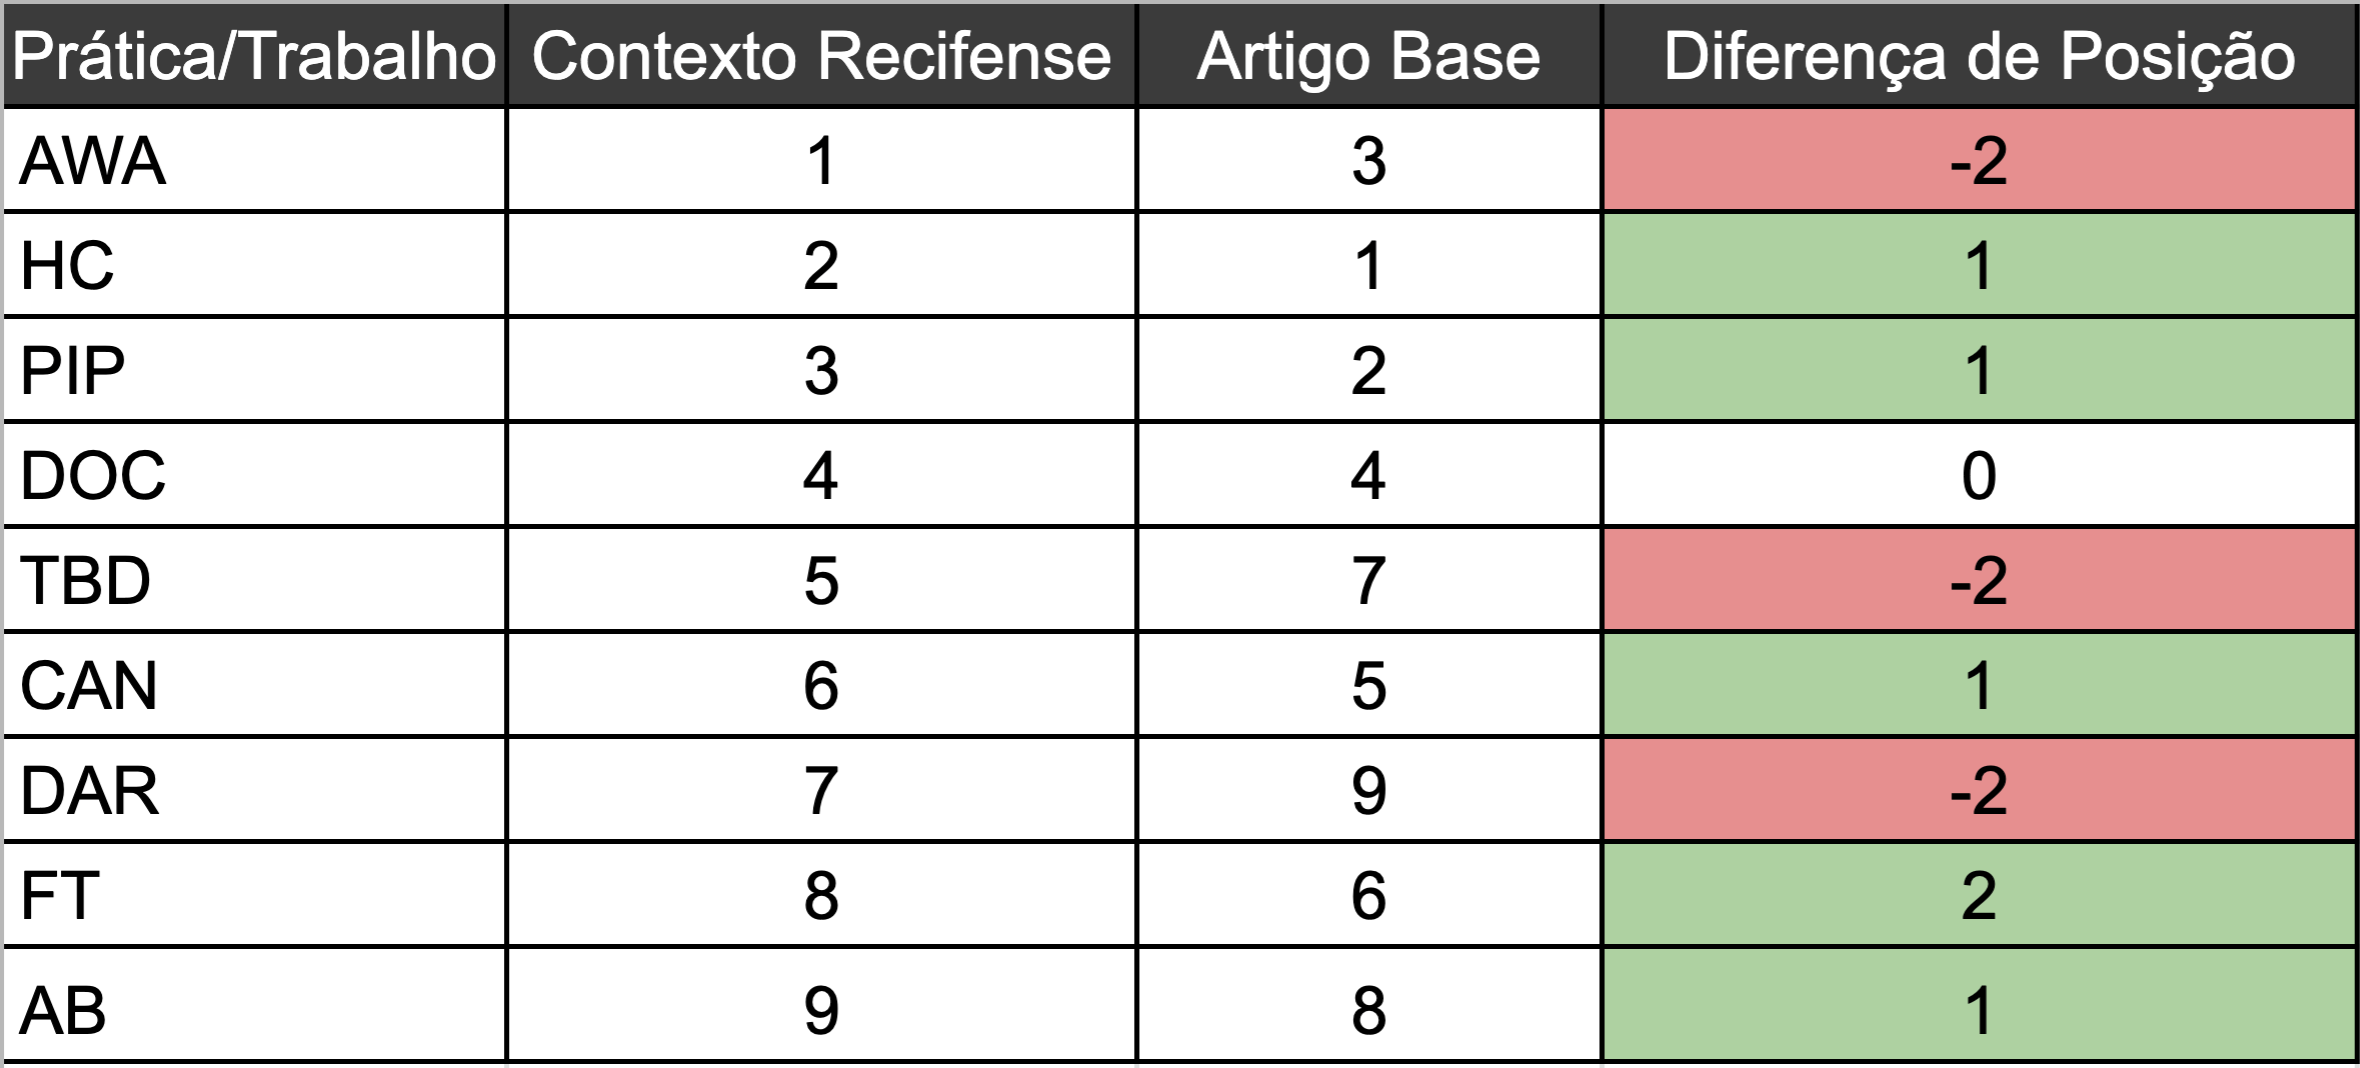 Prática/Trabalho Contexto Recifense Artigo Base Diferença de Posição
AWA 1 3 -2
HC 2 1 1
PIP 3 2 1
DOC 4 4 0
TBD 5 7 -2
CAN 6 5 1
DAR 7 9 -2
FT 8 6 2
AB 9 8 1